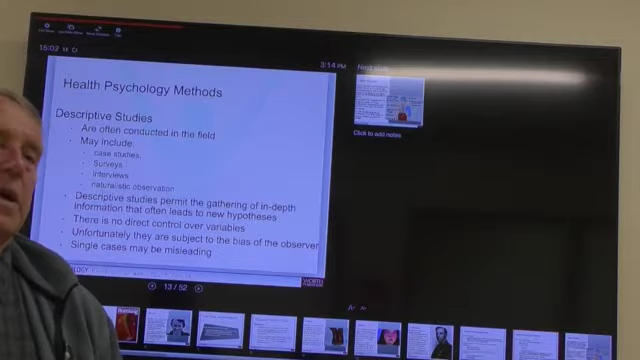 15:02
3:14 PM
Health Psychology Methods
Descriptive Studies
· Are often conducted in the field
· May include:
· case studies,
· Surveys
· interviews
· naturalistic observation
· Descriptive studies permit the gathering of in-depth
information that often leads to new hypotheses
· There is no direct control over variables
· Unfortunately they are subject to the bias of the observer
· Single cases may be misleading
WORTH
13/52
Next slide
Click to add notes